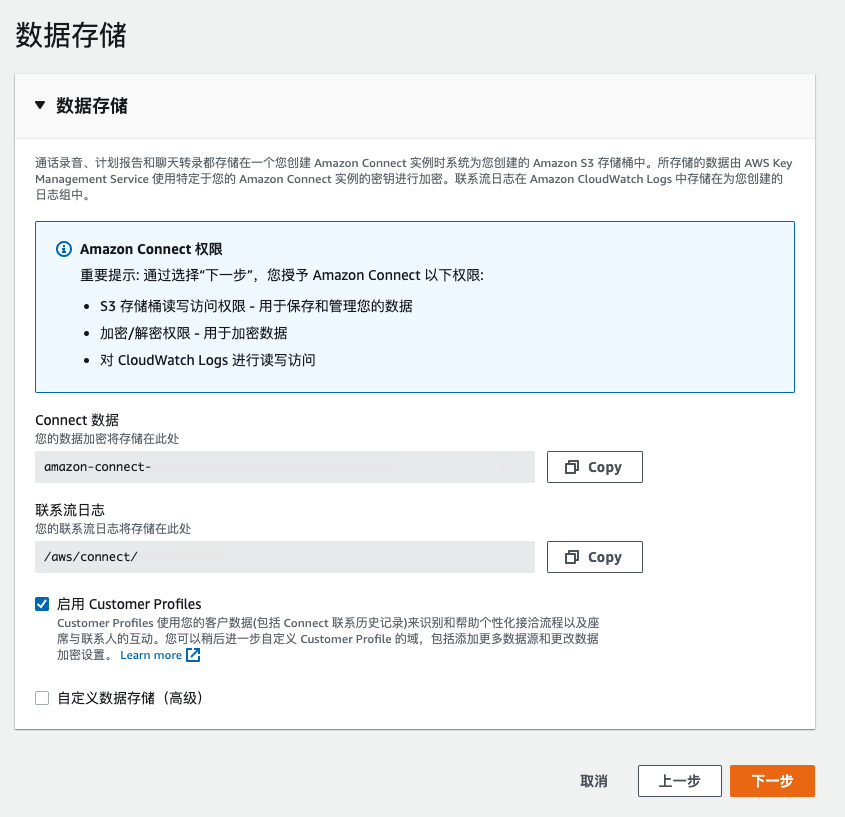 数据存储
数据存储
通话录音、计划报告和聊天转录都存储在一个您创建 Amazon Connect 实例时系统为您创建的 Amazon S3 存储桶中。所存储的数据由 AWS Key
Management Service 使用特定于您的 Amazon Connect 实例的密钥进行加密。联系流日志在 Amazon CloudWatch Logs 中存储在为您创建的
日志组中。
Amazon Connect 权限
重要提示: 通过选择“下一步”，您授予 Amazon Connect 以下权限:
S3 存储桶读写访问权限 - 用于保存和管理您的数据
加密/解密权限 - 用于加密数据
对 CloudWatch Logs 进行读写访问
Connect 数据
您的数据加密将存储在此处
amazon-connect-
Copy
联系流日志
您的联系流日志将存储在此处
/aws/connect/
Copy
启用 Customer Profiles
Customer Profiles 使用您的客户数据(包括 Connect 联系历史记录)来识别和帮助个性化接洽流程以及座
席与联系人的互动。您可以稍后进一步自定义 Customer Profile 的域，包括添加更多数据源和更改数据
加密设置。 Learn more
自定义数据存储（高级）
取消
上一步
下一步